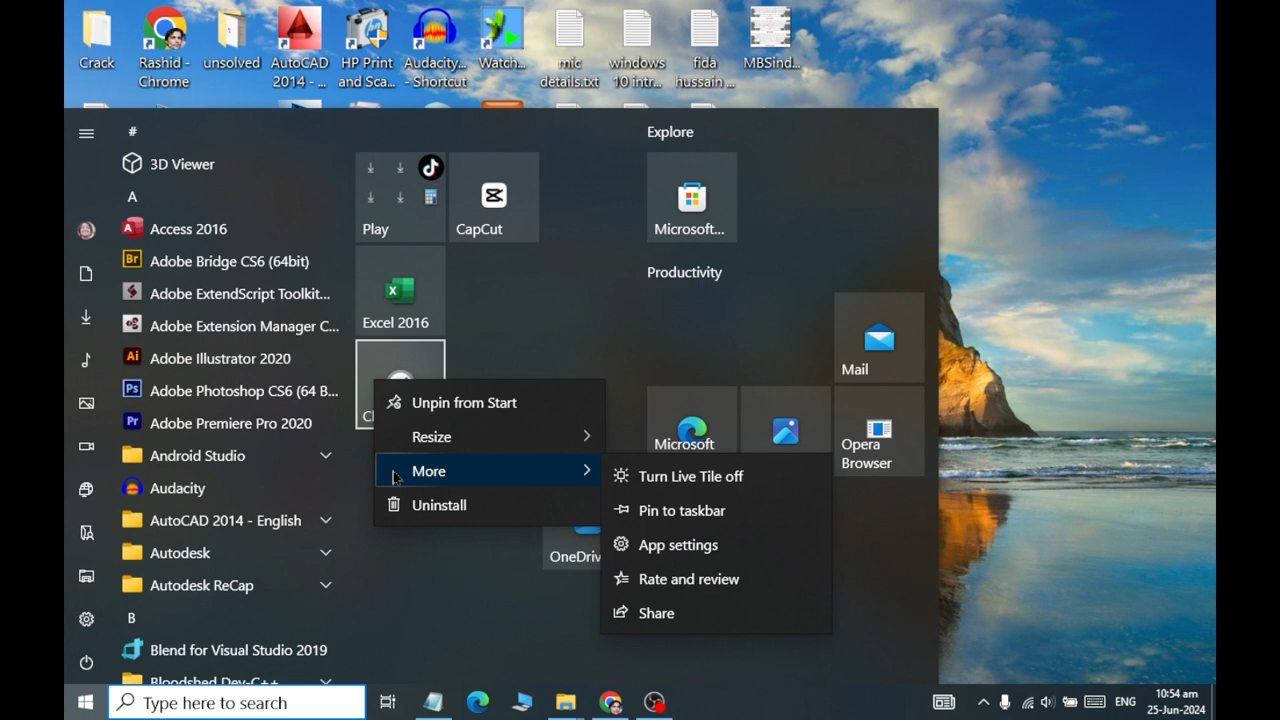 Crack
Rashid -
Chrome
unsolved
AutoCAD
2014 - ...
HP Print
and Sca...
Audacity...
- Shortcut
Watch...
mic
details.txt
windows
10 intr...
fida
hussain ...
MBSind...
#
3D Viewer
A
Access 2016
Adobe Bridge CS6 (64bit)
Adobe ExtendScript Toolkit...
Adobe Extension Manager C...
Adobe Illustrator 2020
Adobe Photoshop CS6 (64 B...
Adobe Premiere Pro 2020
Android Studio
Audacity
AutoCAD 2014 - English
Autodesk
Autodesk ReCap
B
Blend for Visual Studio 2019
Bloodshed Dev-C++
Play
CapCut
Excel 2016
Explore
Microsoft...
Productivity
Mail
Microsoft
Opera
Browser
OneDriv
Unpin from Start
Resize
More
Uninstall
Turn Live Tile off
Pin to taskbar
App settings
Rate and review
Share
Type here to search
ENG
10:54 am
25-Jun-2024